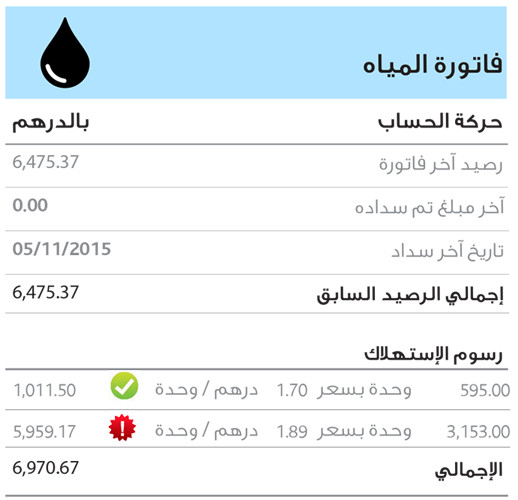 فاتورة المياه
حركة الحساب بالدرهم
رصيد آخر فاتورة 6,475.37
آخر مبلغ تم سداده 0.00
تاريخ آخر سداد 05/11/2015
إجمالي الرصيد السابق 6,475.37
رسوم الإستهلاك
595.00 وحدة بسعر 1.70 درهم / وحدة 1,011.50
3,153.00 وحدة بسعر 1.89 درهم / وحدة 5,959.17
الإجمالي 6,970.67